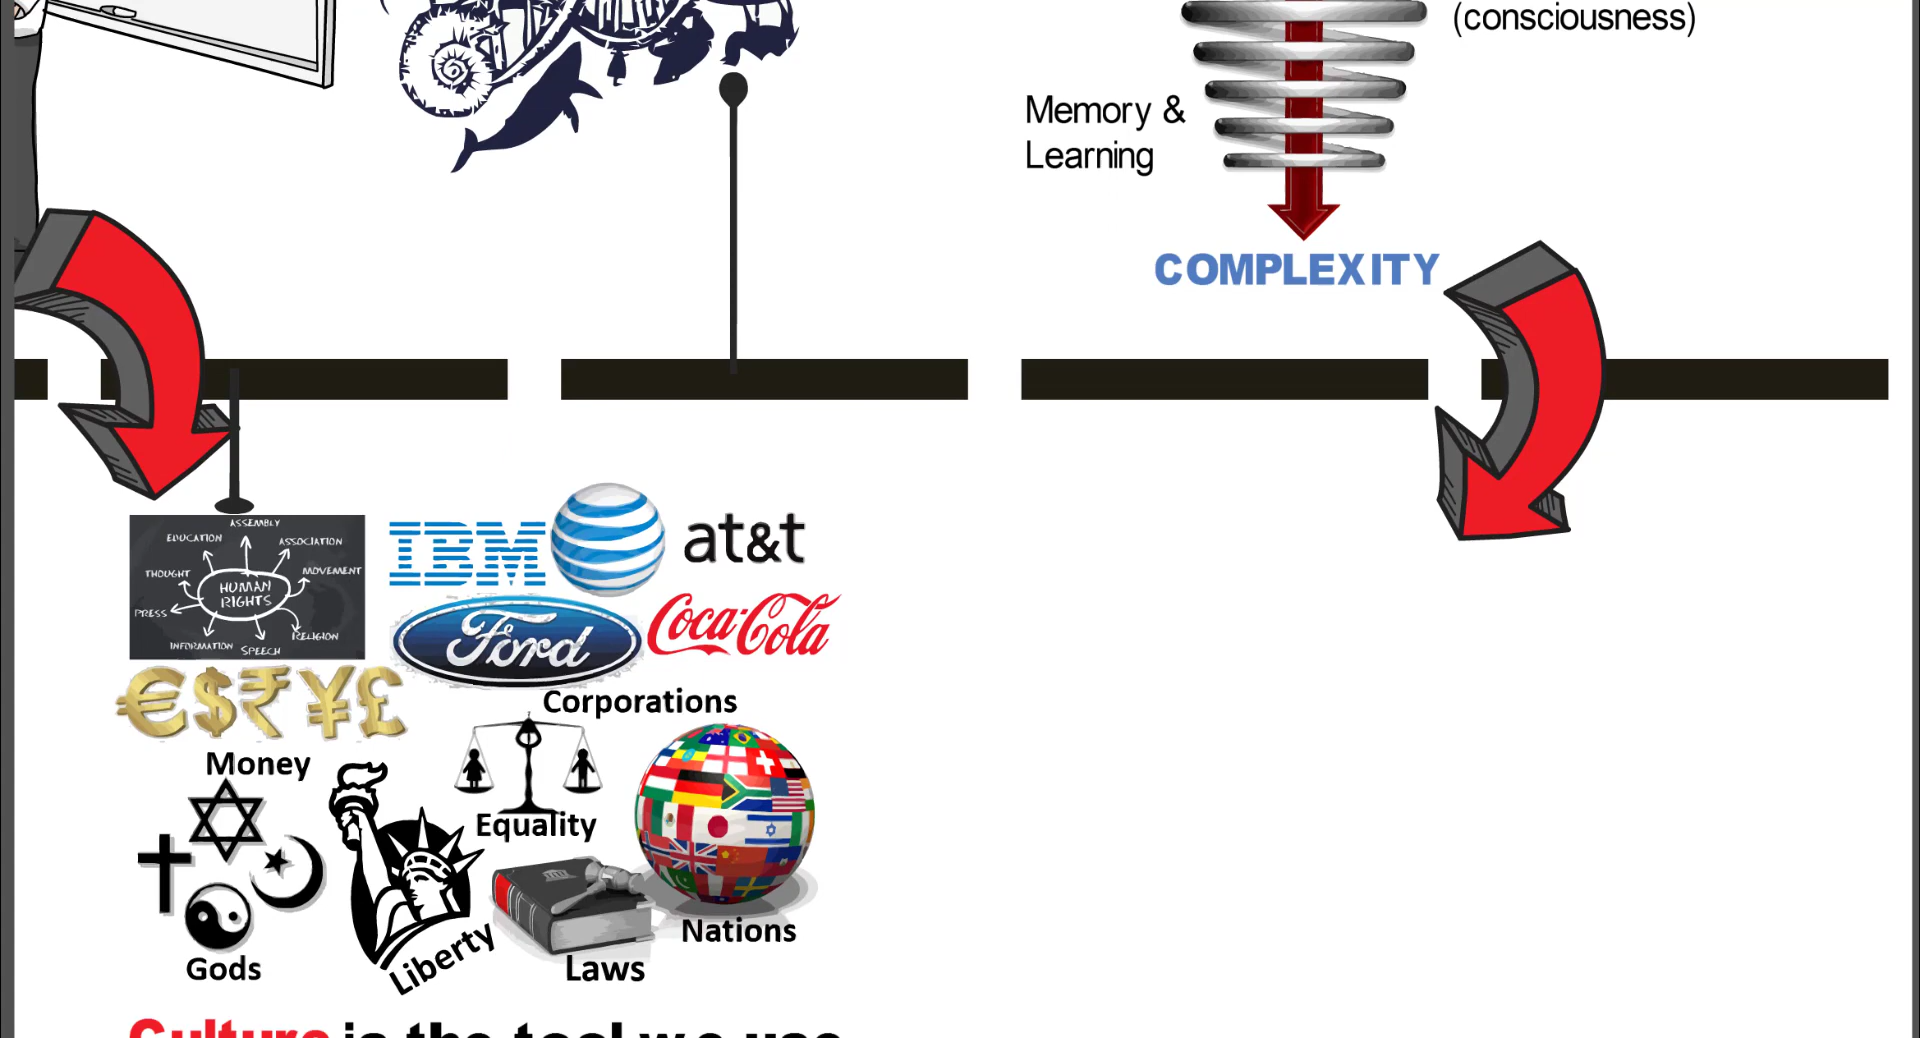 (consciousness)
Memory &
Learning
COMPLEXITY
ASSEMBLY
EDUCATION
ASSOCIATION
THOUGHT
MOVEMENT
HUMAN
RIGHTS
PRESS
RELIGION
INFORMATION
SPEECH
IBM
at&t
Ford
Coca-Cola
Corporations
€$₹¥£
Money
Equality
Gods
Liberty
Laws
Nations
Culture is the tool we use